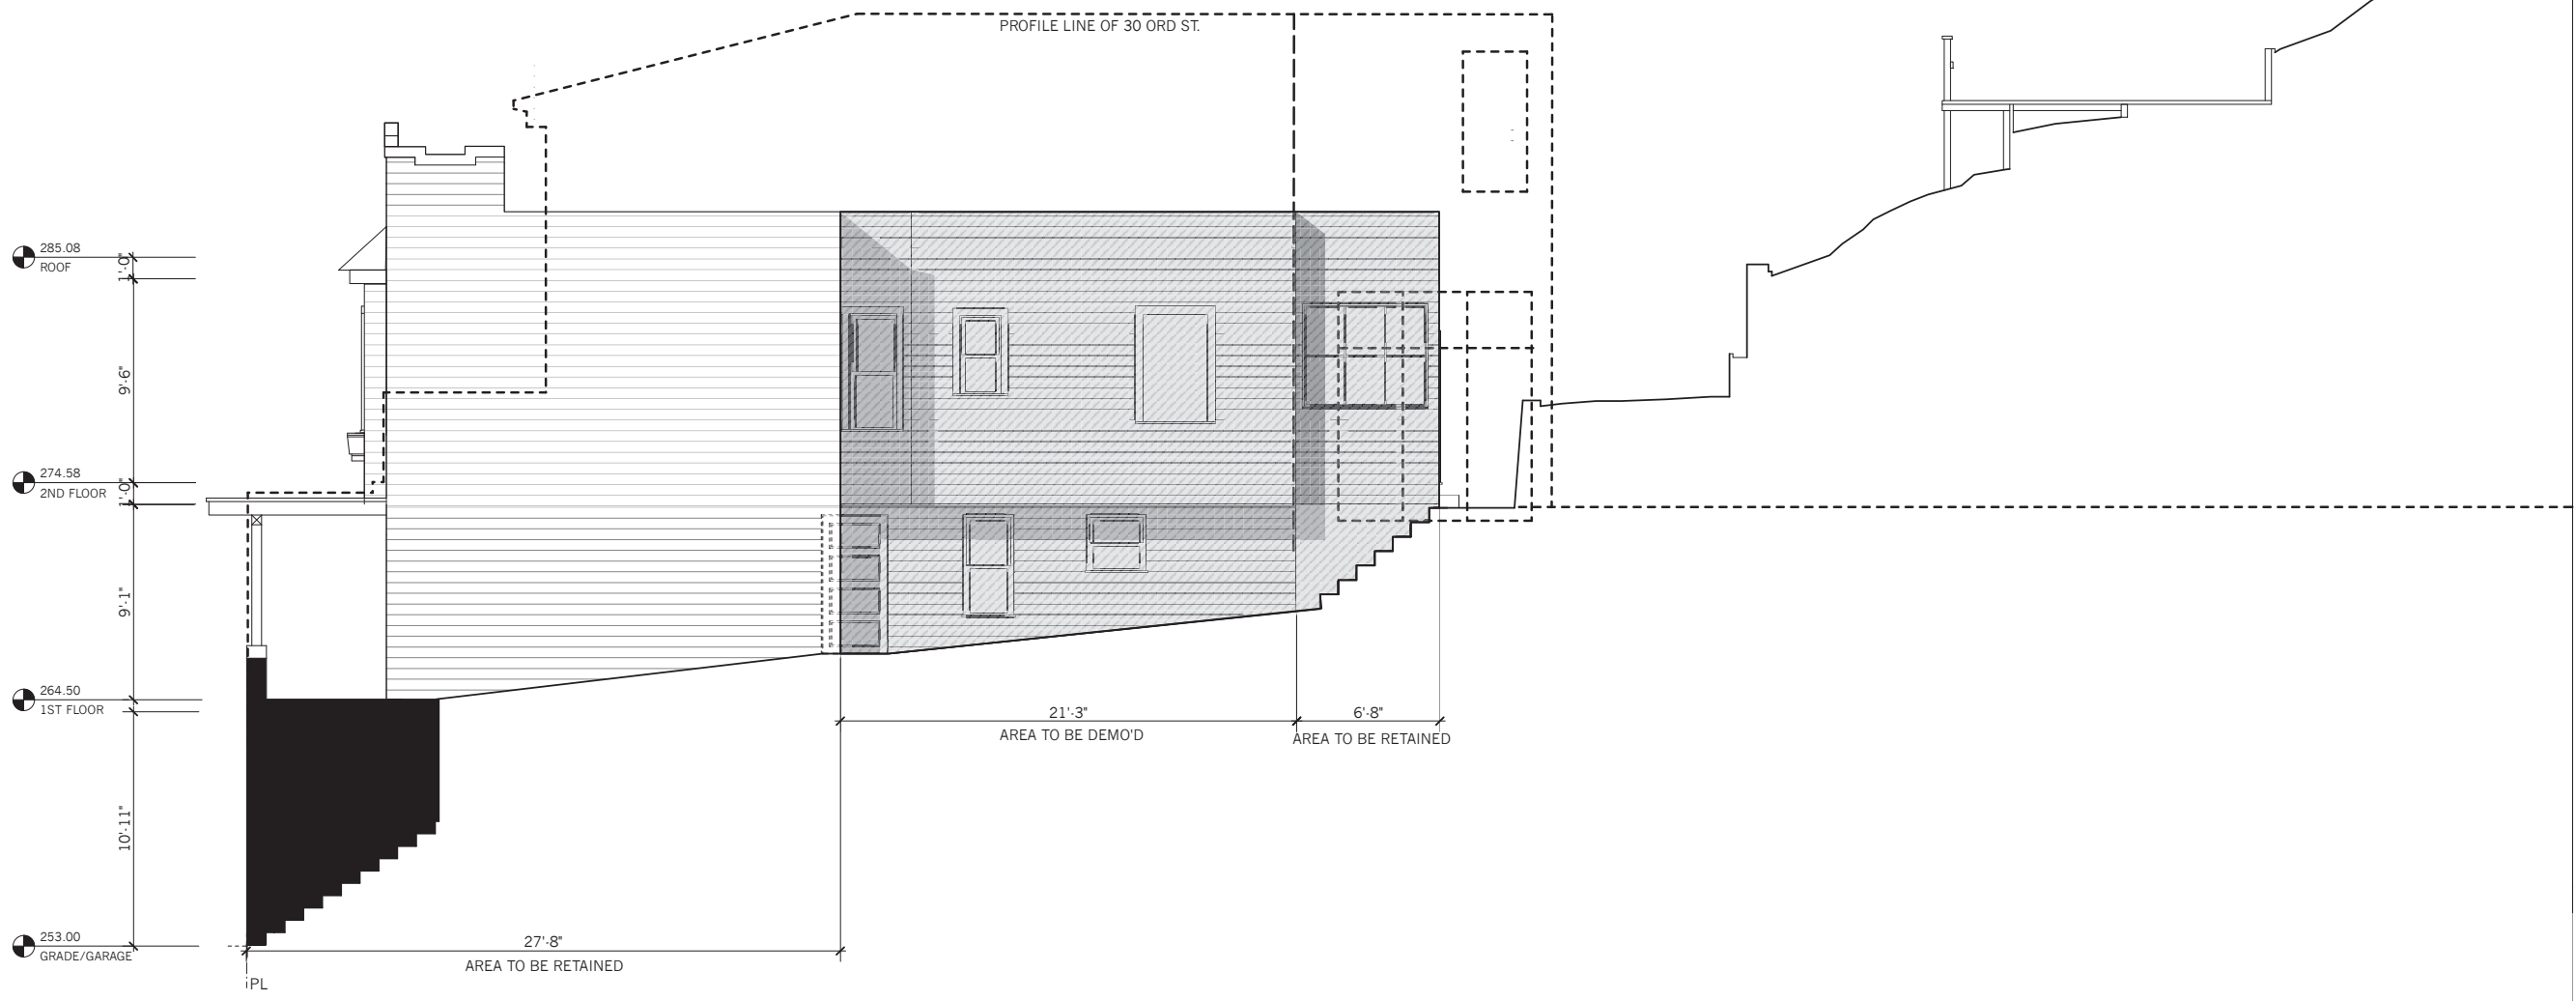 PROFILE LINE OF 30 ORD ST.
285.08
ROOF
1'-0"
9'-6"
274.58
2ND FLOOR
1'-0"
9'-1"
264.50
1ST FLOOR
21'-3"
AREA TO BE DEMO'D
6'-8"
AREA TO BE RETAINED
10'-11"
253.00
GRADE/GARAGE
27'-8"
AREA TO BE RETAINED
PL